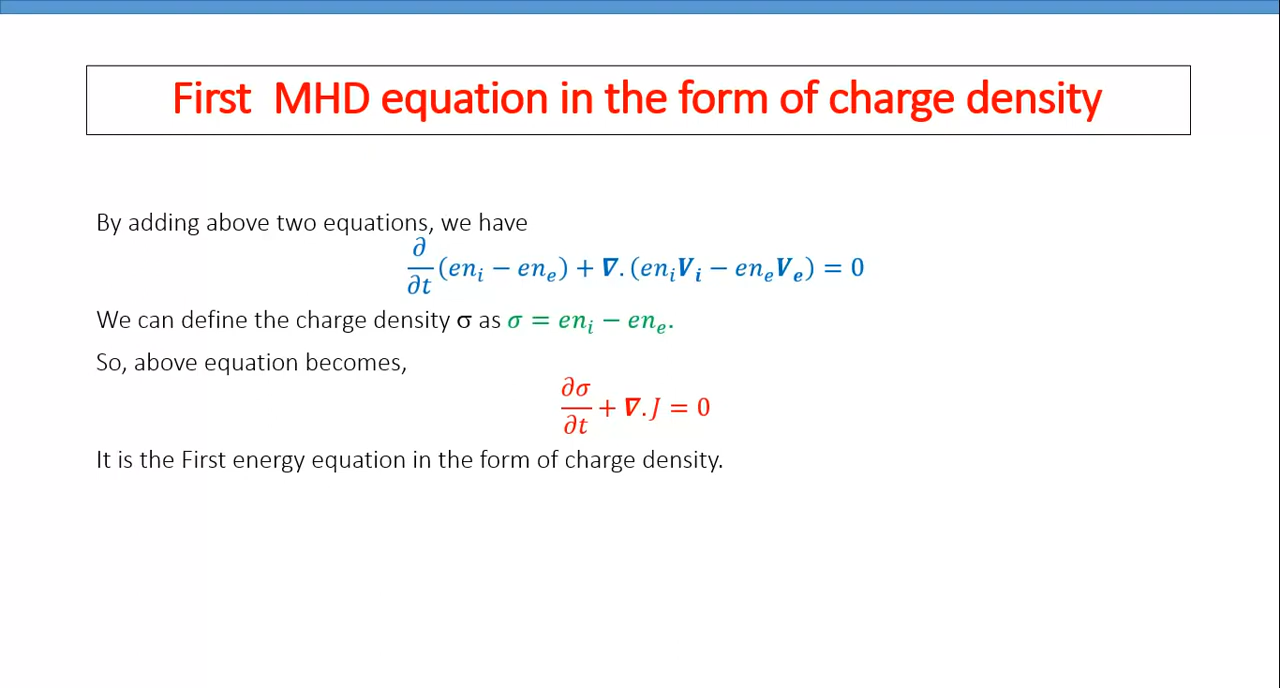 First MHD equation in the form of charge density
By adding above two equations, we have
∂/∂t (en_i − en_e) + ∇. (en_i V_i − en_e V_e) = 0
We can define the charge density σ as σ = en_i − en_e.
So, above equation becomes,
∂σ/∂t + ∇. J = 0
It is the First energy equation in the form of charge density.